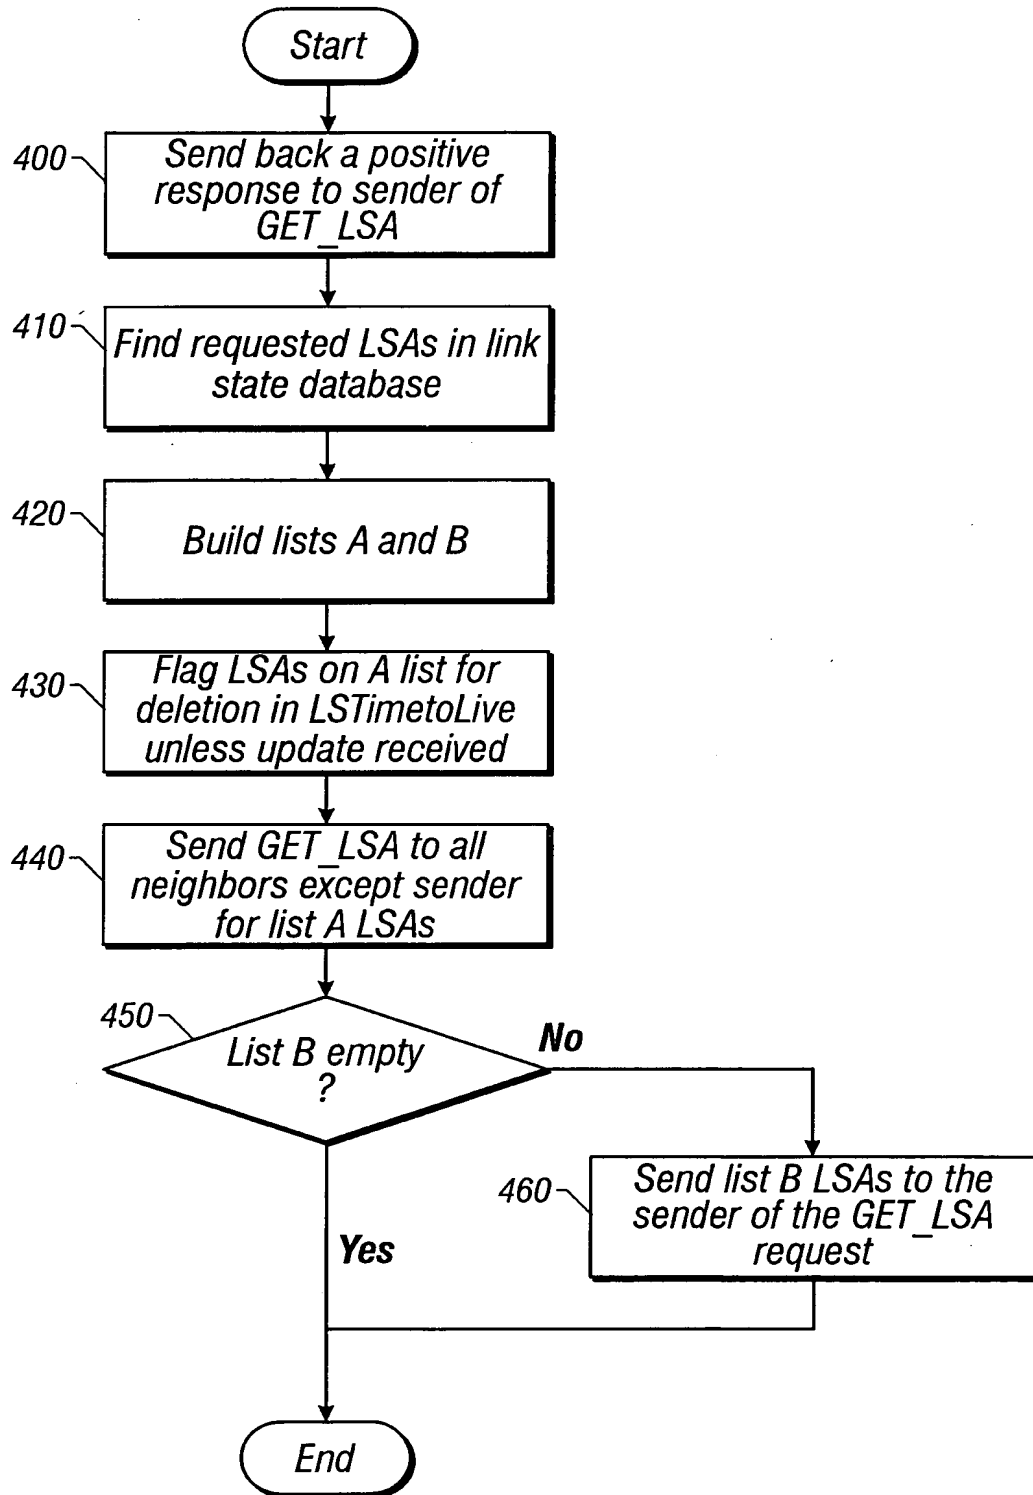 Start
400
Send back a positive
response to sender of
GET_LSA
410
Find requested LSAs in link
state database
420
Build lists A and B
430
Flag LSAs on A list for
deletion in LSTimetoLive
unless update received
440
Send GET_LSA to all
neighbors except sender
for list A LSAs
450
List B empty
?
No
460
Send list B LSAs to the
sender of the GET_LSA
request
Yes
End